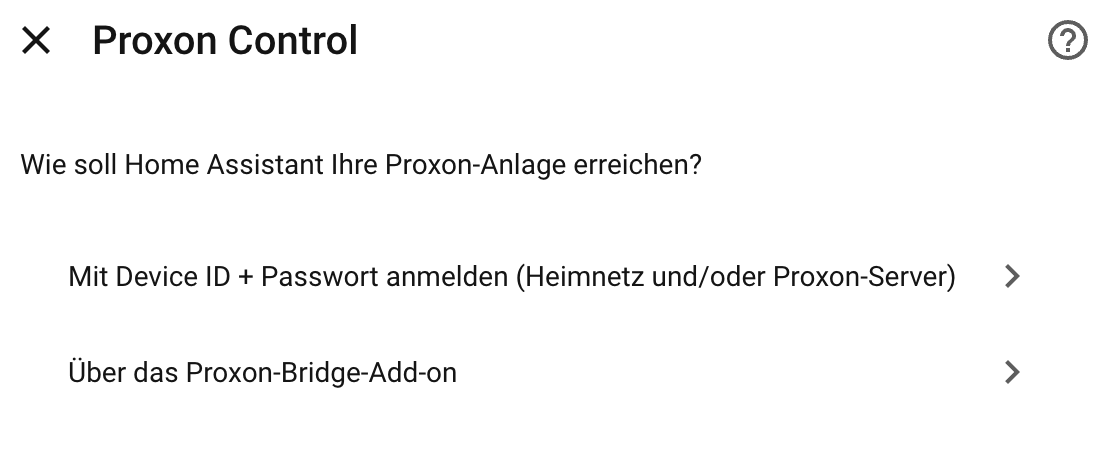 Proxon Control
Wie soll Home Assistant Ihre Proxon-Anlage erreichen?
Mit Device ID + Passwort anmelden (Heimnetz und/oder Proxon-Server)
Über das Proxon-Bridge-Add-on